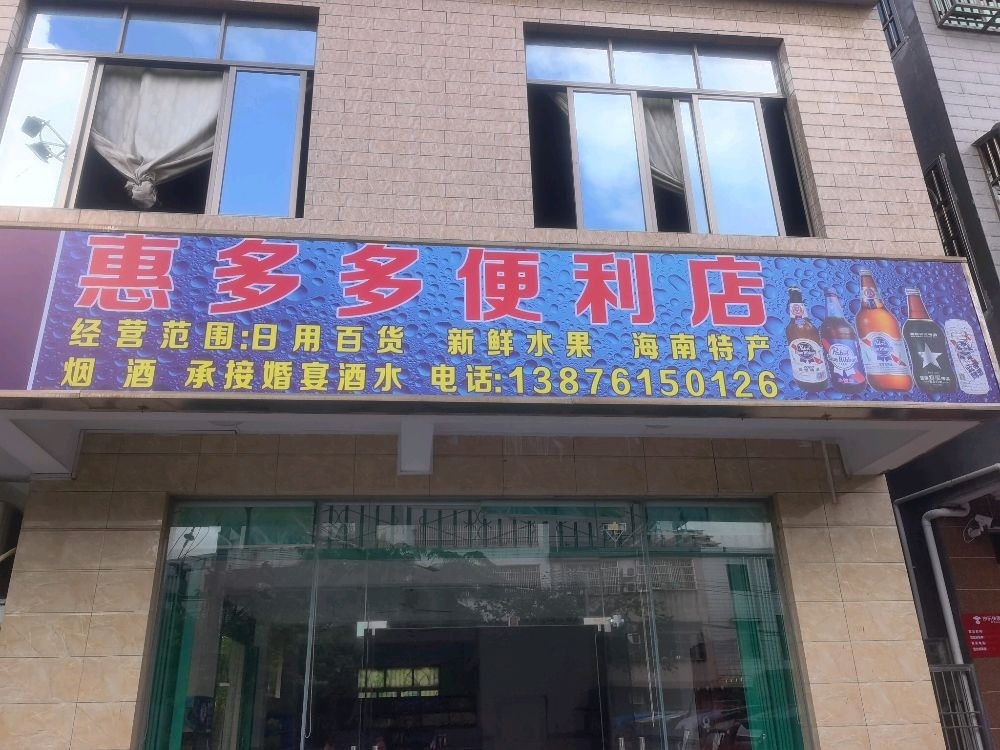 惠多多便利店
经营范围:日用百货 新鲜水果 海南特产
烟 酒 承接婚宴酒水 电话:13876150126